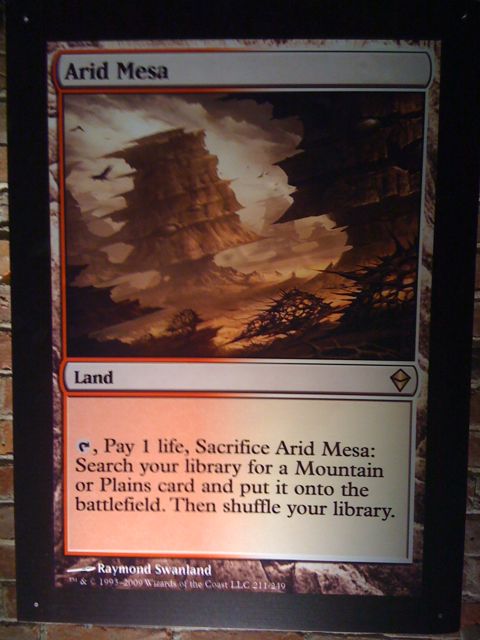 Arid Mesa
Land
, Pay 1 life, Sacrifice Arid Mesa:
Search your library for a Mountain
or Plains card and put it onto the
battlefield. Then shuffle your library.
Raymond Swanland
™ & © 1993–2009 Wizards of the Coast LLC 211/249